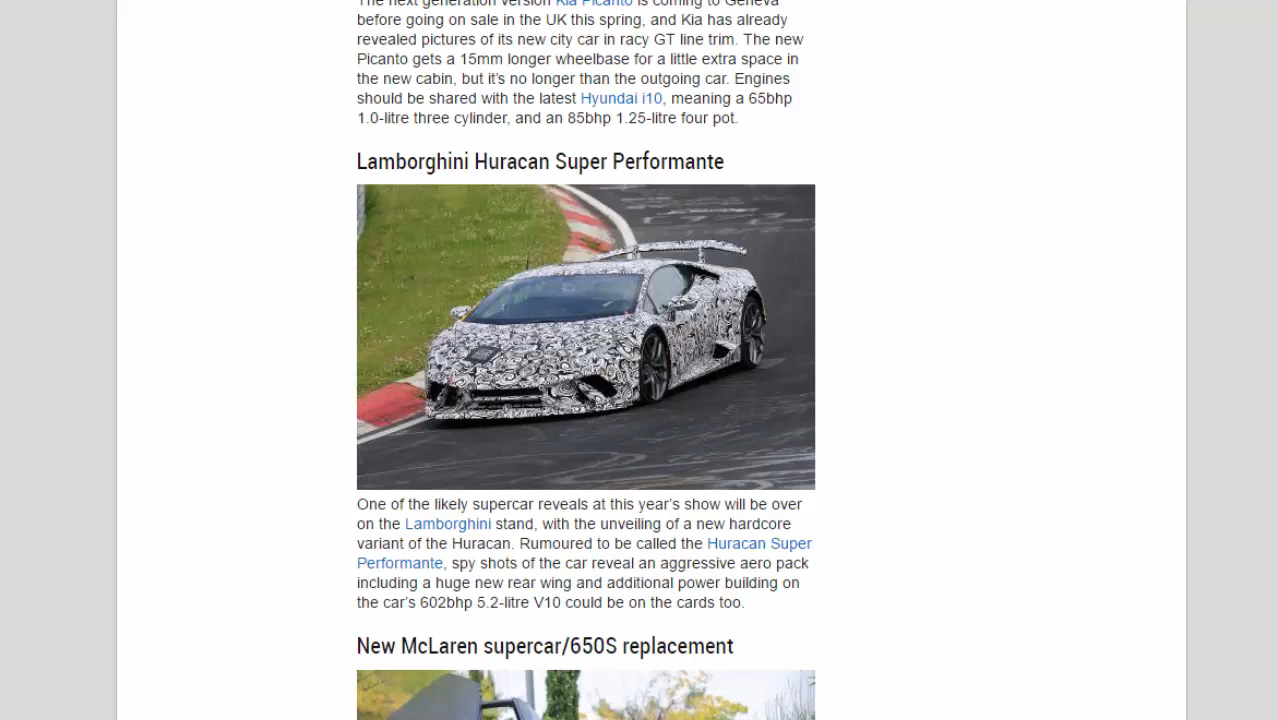 The next generation version Kia Picanto is coming to Geneva
before going on sale in the UK this spring, and Kia has already
revealed pictures of its new city car in racy GT line trim. The new
Picanto gets a 15mm longer wheelbase for a little extra space in
the new cabin, but it’s no longer than the outgoing car. Engines
should be shared with the latest Hyundai i10, meaning a 65bhp
1.0-litre three cylinder, and an 85bhp 1.25-litre four pot.
Lamborghini Huracan Super Performante
One of the likely supercar reveals at this year’s show will be over
on the Lamborghini stand, with the unveiling of a new hardcore
variant of the Huracan. Rumoured to be called the Huracan Super
Performante, spy shots of the car reveal an aggressive aero pack
including a huge new rear wing and additional power building on
the car’s 602bhp 5.2-litre V10 could be on the cards too.
New McLaren supercar/650S replacement